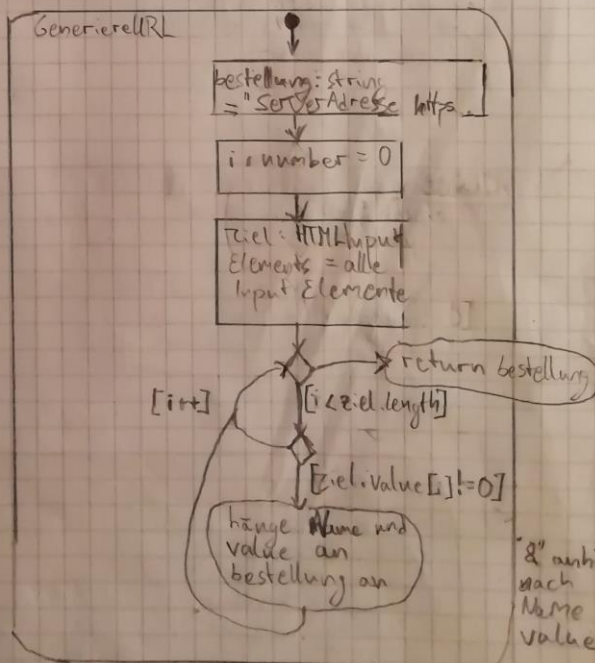 GeneriereURL
bestellung: string
="ServerAdresse https
i : number = 0
Ziel: HTMLInput
Elements = alle
Input Elemente
return bestellung
[i++]
[i<ziel.length]
[ziel.value[i]!=0]
hänge Name und
value an
bestellung an
"&" anh
nach
Name
value